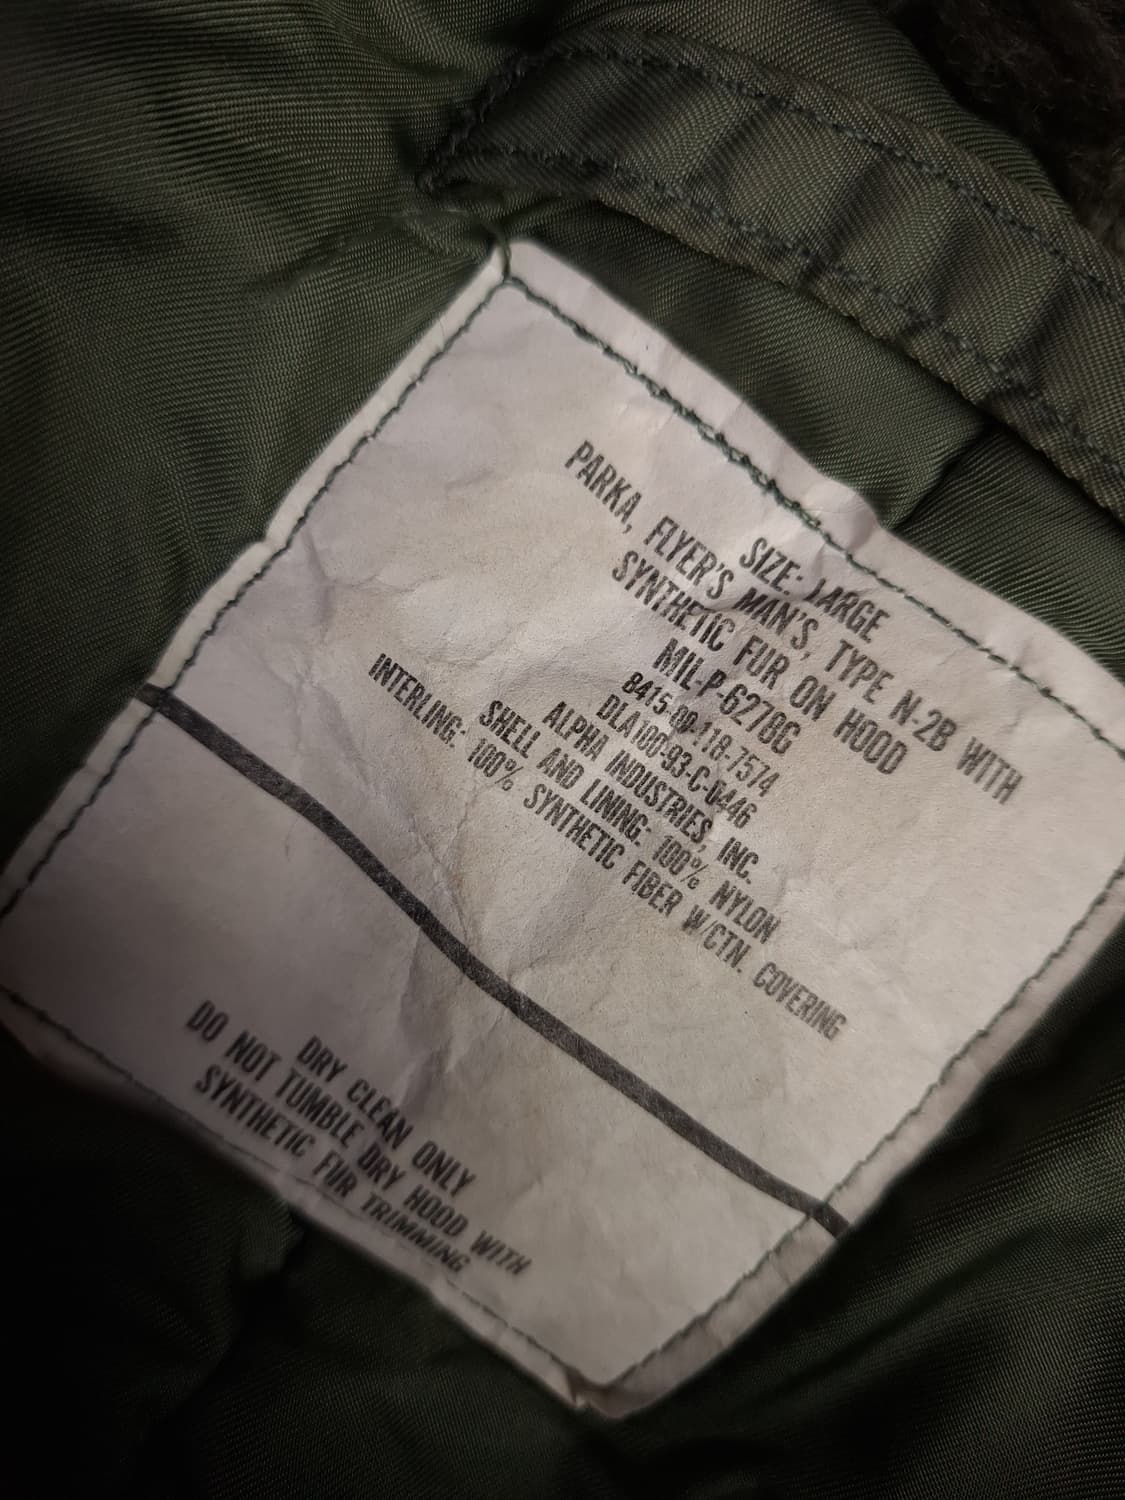 SIZE: LARGE
PARKA, FLYER'S MAN'S, TYPE N-2B WITH
SYNTHETIC FUR ON HOOD
MIL-P-6278G
8415-00-118-7574
DLA100-93-C-0446
ALPHA INDUSTRIES, INC.
SHELL AND LINING: 100% NYLON
INTERLING: 100% SYNTHETIC FIBER W/CTN. COVERING
DRY CLEAN ONLY
DO NOT TUMBLE DRY HOOD WITH
SYNTHETIC FUR TRIMMING